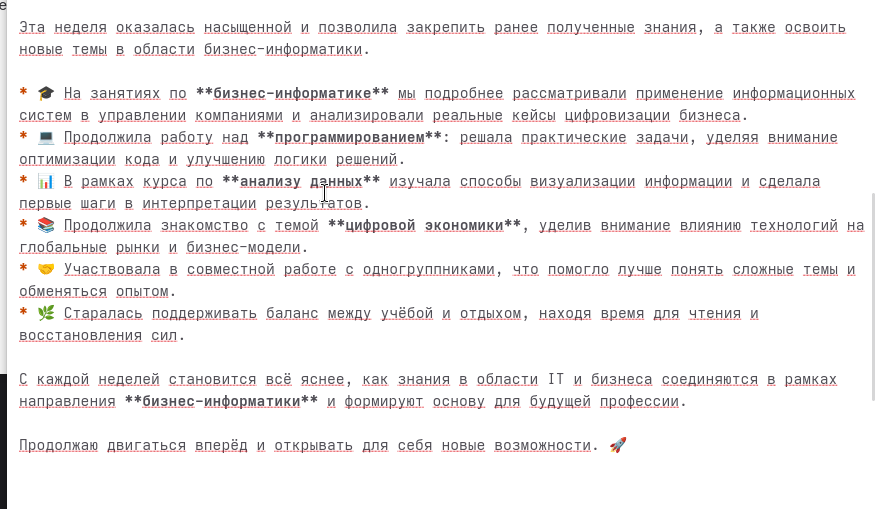 Эта неделя оказалась насыщенной и позволила закрепить ранее полученные знания, а также освоить
новые темы в области бизнес-информатики.
* 🎓 На занятиях по **бизнес-информатике** мы подробнее рассматривали применение информационных
систем в управлении компаниями и анализировали реальные кейсы цифровизации бизнеса.
* 💻 Продолжила работу над **программированием**: решала практические задачи, уделяя внимание
оптимизации кода и улучшению логики решений.
* 📊 В рамках курса по **анализу данных** изучала способы визуализации информации и сделала
первые шаги в интерпретации результатов.
* 📚 Продолжила знакомство с темой **цифровой экономики**, уделив внимание влиянию технологий на
глобальные рынки и бизнес-модели.
* 🤝 Участвовала в совместной работе с одногруппниками, что помогло лучше понять сложные темы и
обменяться опытом.
* 🌿 Старалась поддерживать баланс между учёбой и отдыхом, находя время для чтения и
восстановления сил.
С каждой неделей становится всё яснее, как знания в области IT и бизнеса соединяются в рамках
направления **бизнес-информатики** и формируют основу для будущей профессии.
Продолжаю двигаться вперёд и открывать для себя новые возможности. 🚀